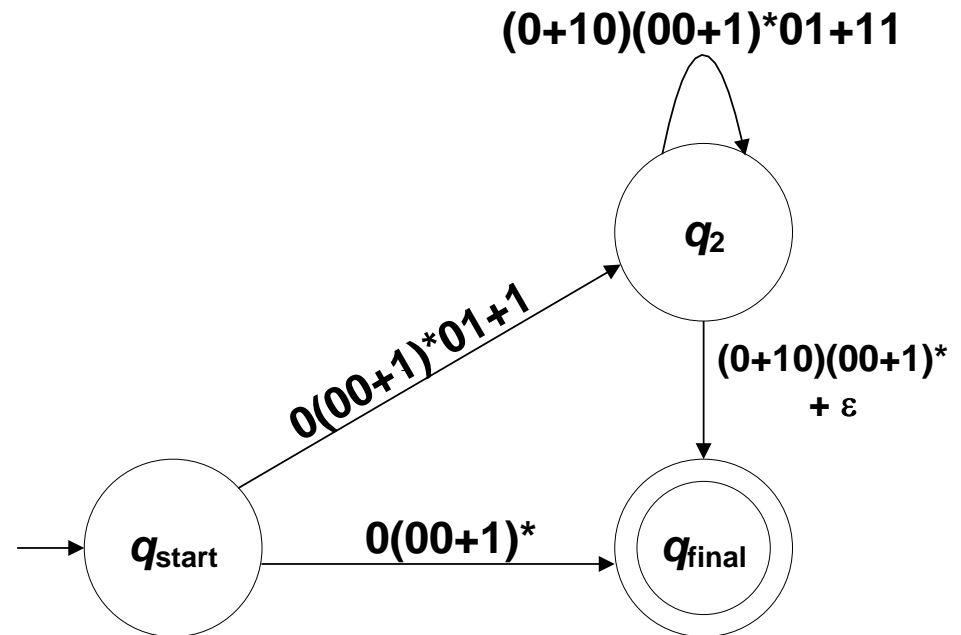 (0+10)(00+1)*01+11
q2
0(00+1)*01+1
(0+10)(00+1)*
+ ε
qstart
0(00+1)*
qfinal